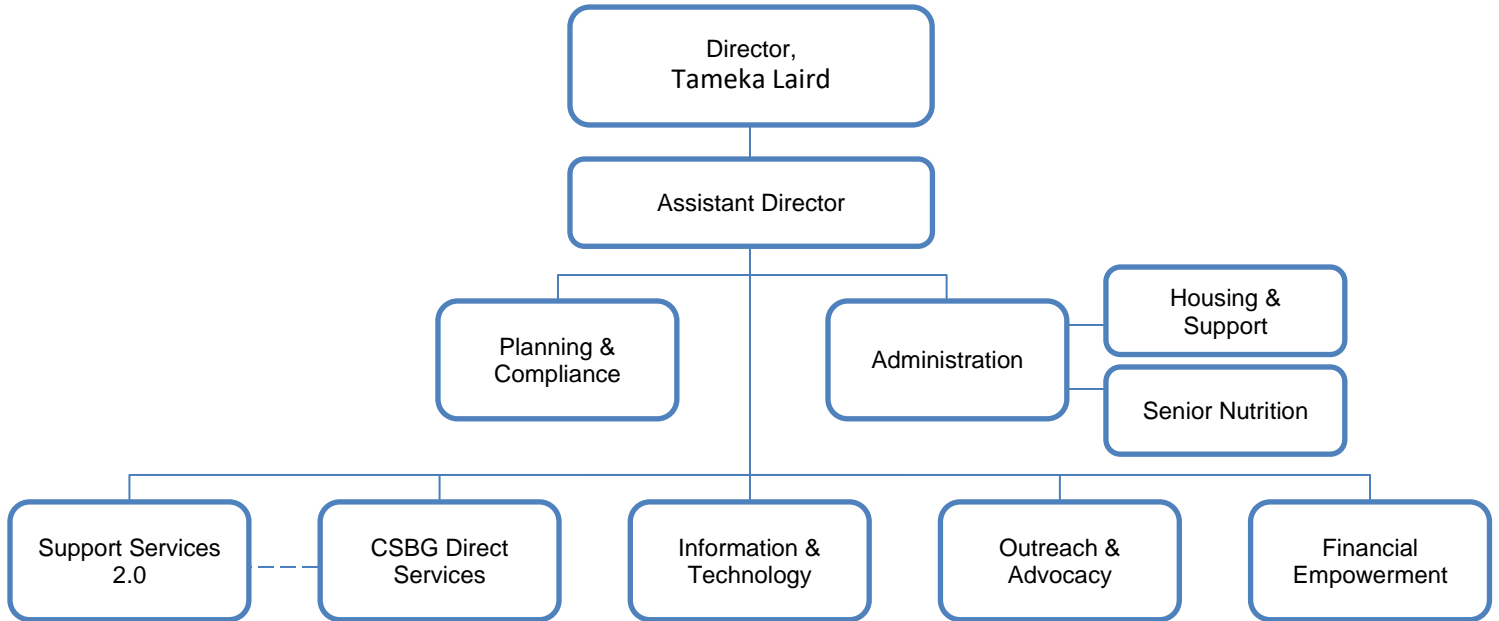 Director,
Tameka Laird
Assistant Director
Planning &
Compliance
Administration
Housing &
Support
Senior Nutrition
Support Services
2.0
CSBG Direct
Services
Information &
Technology
Outreach &
Advocacy
Financial
Empowerment